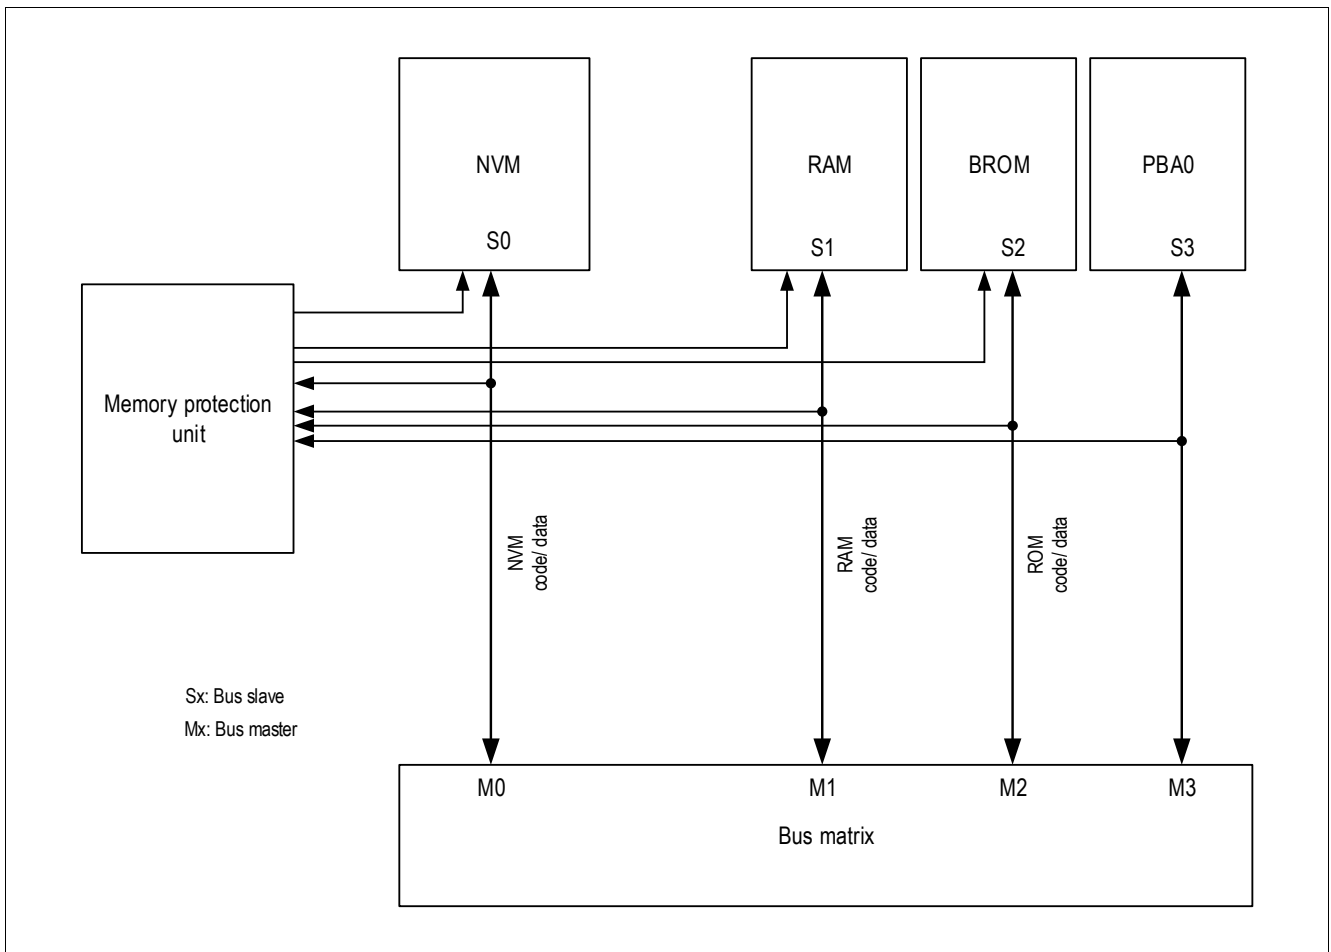 NVM
RAM
BROM
PBA0
S0
S1
S2
S3
Memory protection
unit
NVM
code/ data
RAM
code/ data
ROM
code/ data
Sx: Bus slave
Mx: Bus master
M0
M1
M2
M3
Bus matrix